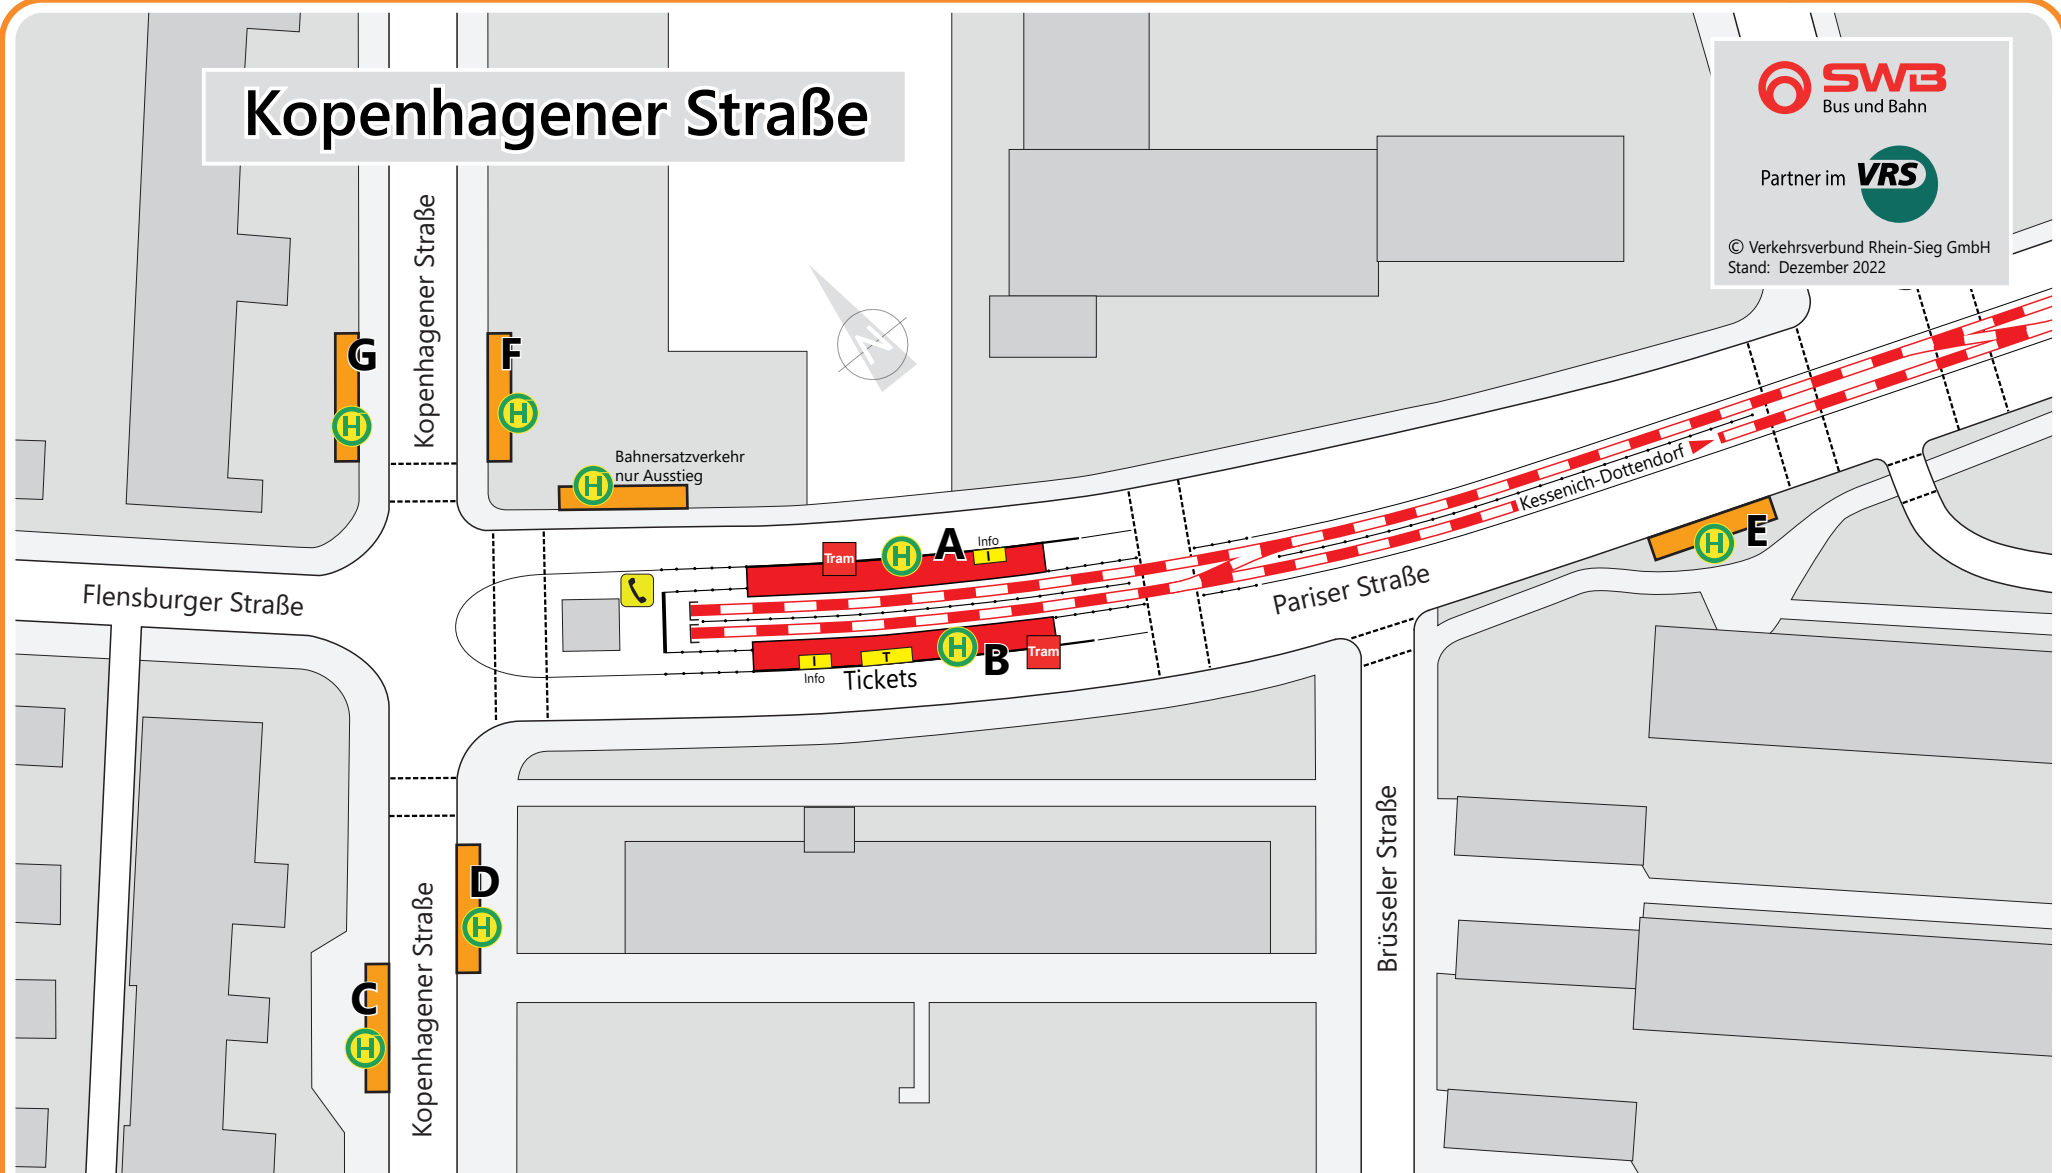 Kopenhagener Straße
SWB
Bus und Bahn
Partner im VRS
© Verkehrsverbund Rhein-Sieg GmbH
Stand: Dezember 2022
Kopenhagener Straße
G
H
F
H
N
Bahnersatzverkehr
nur Ausstieg
H
Tram
H
A
Info
I
Kessenich-Dottendorf
E
H
Pariser Straße
Flensburger Straße
I
T
H
B
Tram
Info
Tickets
Brüsseler Straße
D
H
Kopenhagener Straße
C
H